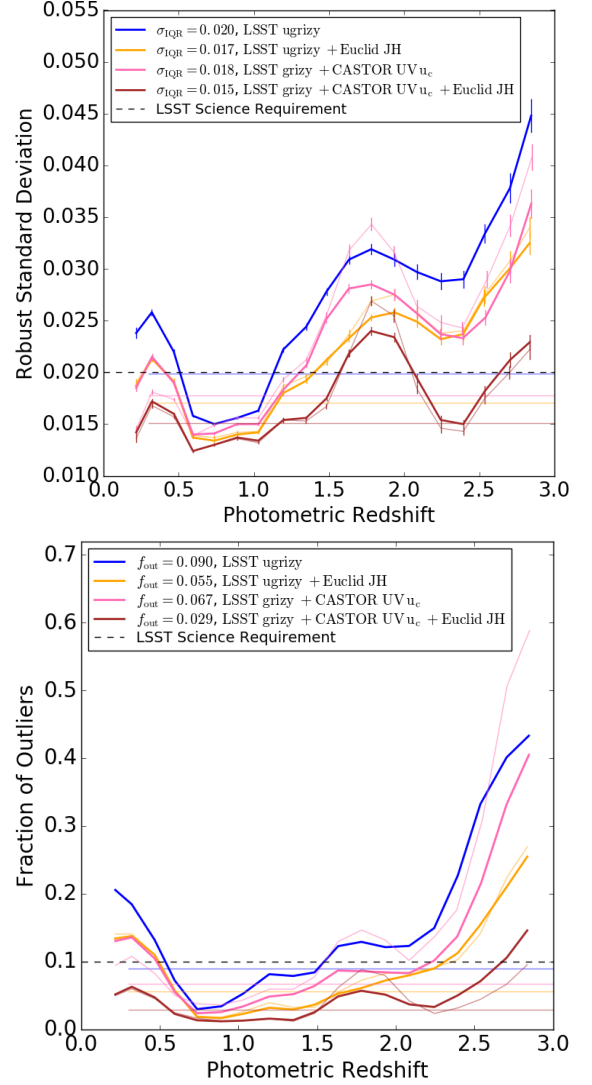 0.055
0.050
0.045
0.040
0.035
0.030
0.025
0.020
0.015
0.010
Robust Standard Deviation
σIQR = 0.020, LSST ugrizy
σIQR = 0.017, LSST ugrizy + Euclid JH
σIQR = 0.018, LSST grizy + CASTOR UV uc
σIQR = 0.015, LSST grizy + CASTOR UV uc + Euclid JH
LSST Science Requirement
0.0 0.5 1.0 1.5 2.0 2.5 3.0
Photometric Redshift
0.7
0.6
0.5
0.4
0.3
0.2
0.1
0.0
Fraction of Outliers
fout = 0.090, LSST ugrizy
fout = 0.055, LSST ugrizy + Euclid JH
fout = 0.067, LSST grizy + CASTOR UV uc
fout = 0.029, LSST grizy + CASTOR UV uc + Euclid JH
LSST Science Requirement
0.0 0.5 1.0 1.5 2.0 2.5 3.0
Photometric Redshift